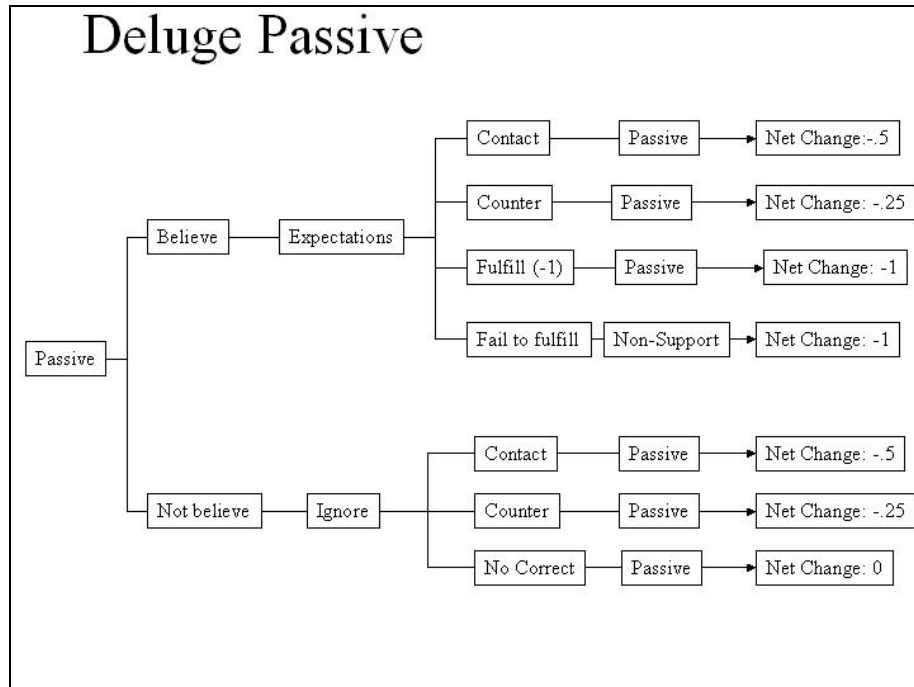 Deluge Passive
Contact
Passive
Net Change:-.5
Counter
Passive
Net Change: -.25
Believe
Expectations
Fulfill (-1)
Passive
Net Change: -1
Fail to fulfill
Non-Support
Net Change: -1
Passive
Contact
Passive
Net Change: -.5
Not believe
Ignore
Counter
Passive
Net Change: -.25
No Correct
Passive
Net Change: 0